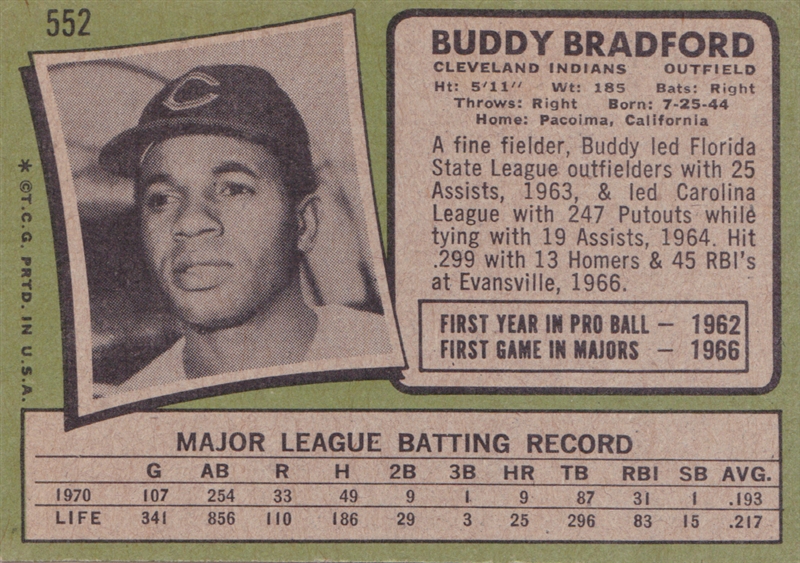 552
BUDDY BRADFORD
CLEVELAND INDIANS OUTFIELD
Ht: 5'11" Wt: 185 Bats: Right
Throws: Right Born: 7-25-44
Home: Pacoima, California
A fine fielder, Buddy led Florida
State League outfielders with 25
Assists, 1963, & led Carolina
League with 247 Putouts while
tying with 19 Assists, 1964. Hit
.299 with 13 Homers & 45 RBI's
at Evansville, 1966.
FIRST YEAR IN PRO BALL — 1962
FIRST GAME IN MAJORS — 1966
C
* ©T.C.G. PRTD. IN U.S.A.
MAJOR LEAGUE BATTING RECORD
G AB R H 2B 3B HR TB RBI SB AVG.
1970 107 254 33 49 9 1 9 87 31 1 .193
LIFE 341 856 110 186 29 3 25 296 83 15 .217